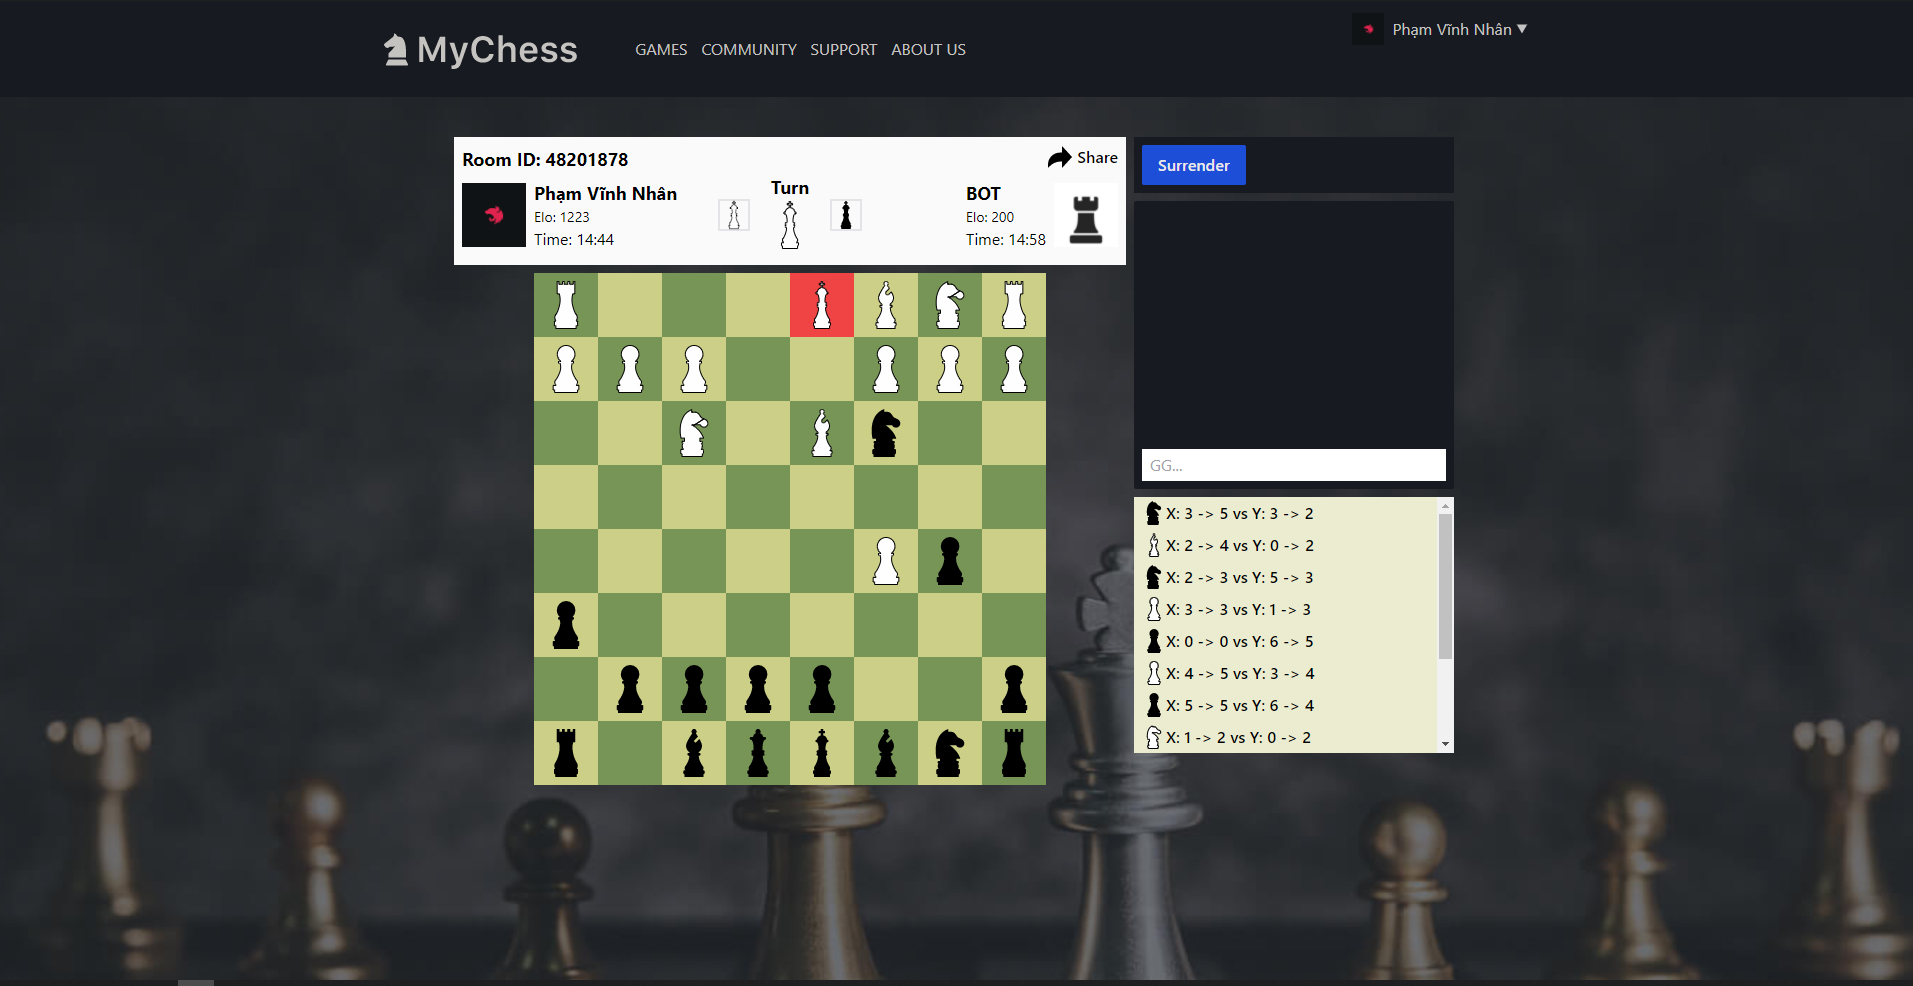 MyChess
GAMES COMMUNITY SUPPORT ABOUT US
Phạm Vĩnh Nhân ▼
Room ID: 48201878
Share
Phạm Vĩnh Nhân
Elo: 1223
Time: 14:44
Turn
BOT
Elo: 200
Time: 14:58
Surrender
GG...
X: 3 -> 5 vs Y: 3 -> 2
X: 2 -> 4 vs Y: 0 -> 2
X: 2 -> 3 vs Y: 5 -> 3
X: 3 -> 3 vs Y: 1 -> 3
X: 0 -> 0 vs Y: 6 -> 5
X: 4 -> 5 vs Y: 3 -> 4
X: 5 -> 5 vs Y: 6 -> 4
X: 1 -> 2 vs Y: 0 -> 2